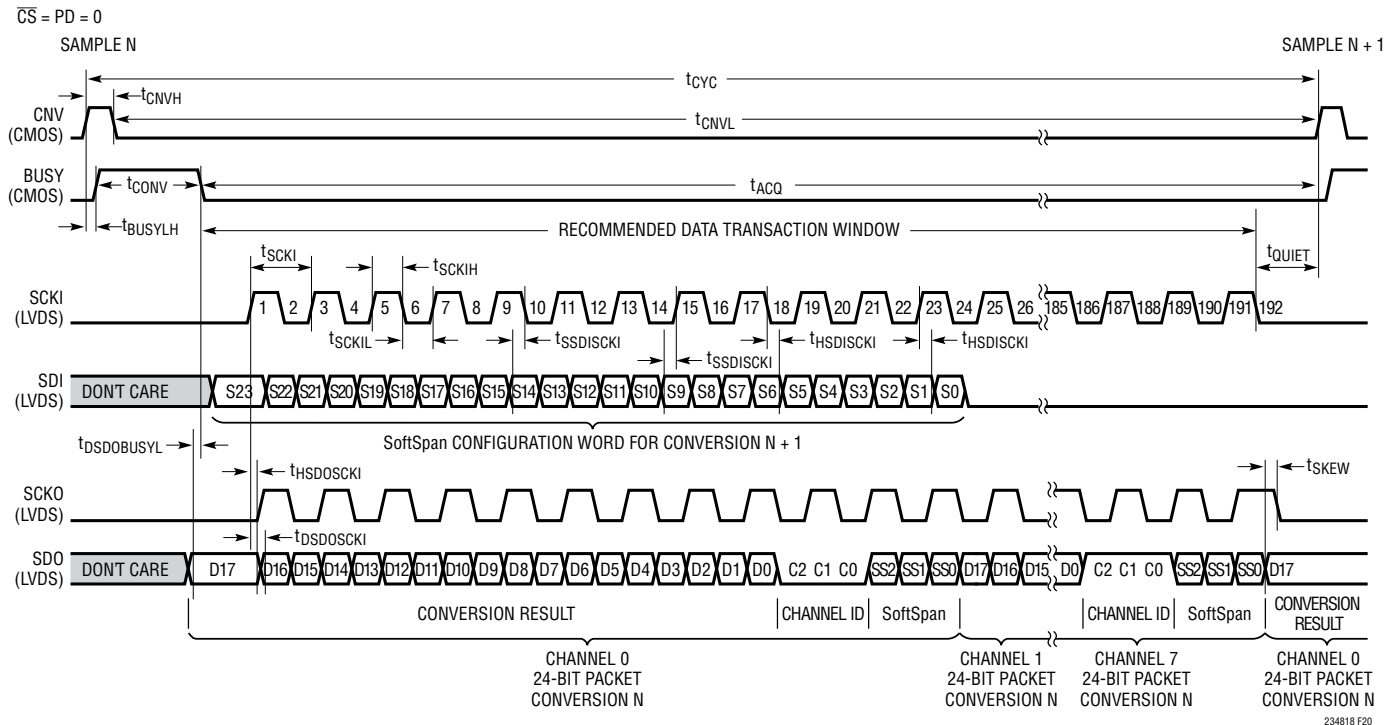 CS = PD = 0
SAMPLE N
SAMPLE N + 1
tCYC
tCNVH
CNV
(CMOS)
tCNVL
BUSY
(CMOS)
tCONV
tACQ
tBUSYLH
RECOMMENDED DATA TRANSACTION WINDOW
tSCKI
tSCKIH
tQUIET
SCKI
(LVDS)
1 2 3 4 5 6 7 8 9 10 11 12 13 14 15 16 17 18 19 20 21 22 23 24 25 26 185 186 187 188 189 190 191 192
tSCKIL
tSSDISCKI
tSSDISCKI
tHSDISCKI
tHSDISCKI
SDI
(LVDS)
DON'T CARE S23 S22 S21 S20 S19 S18 S17 S16 S15 S14 S13 S12 S11 S10 S9 S8 S7 S6 S5 S4 S3 S2 S1 S0
SoftSpan CONFIGURATION WORD FOR CONVERSION N + 1
tDSDOBUSYL
tHSDOSCKI
tSKEW
SCKO
(LVDS)
tDSDOSCKI
SDO
(LVDS)
DON'T CARE D17 D16 D15 D14 D13 D12 D11 D10 D9 D8 D7 D6 D5 D4 D3 D2 D1 D0 C2 C1 C0 SS2 SS1 SS0 D17 D16 D15 D0 C2 C1 C0 SS2 SS1 SS0 D17
CONVERSION RESULT
CHANNEL ID
SoftSpan
CHANNEL ID
SoftSpan
CONVERSION
RESULT
CHANNEL 0
24-BIT PACKET
CONVERSION N
CHANNEL 1
24-BIT PACKET
CONVERSION N
CHANNEL 7
24-BIT PACKET
CONVERSION N
CHANNEL 0
24-BIT PACKET
CONVERSION N
234818 F20